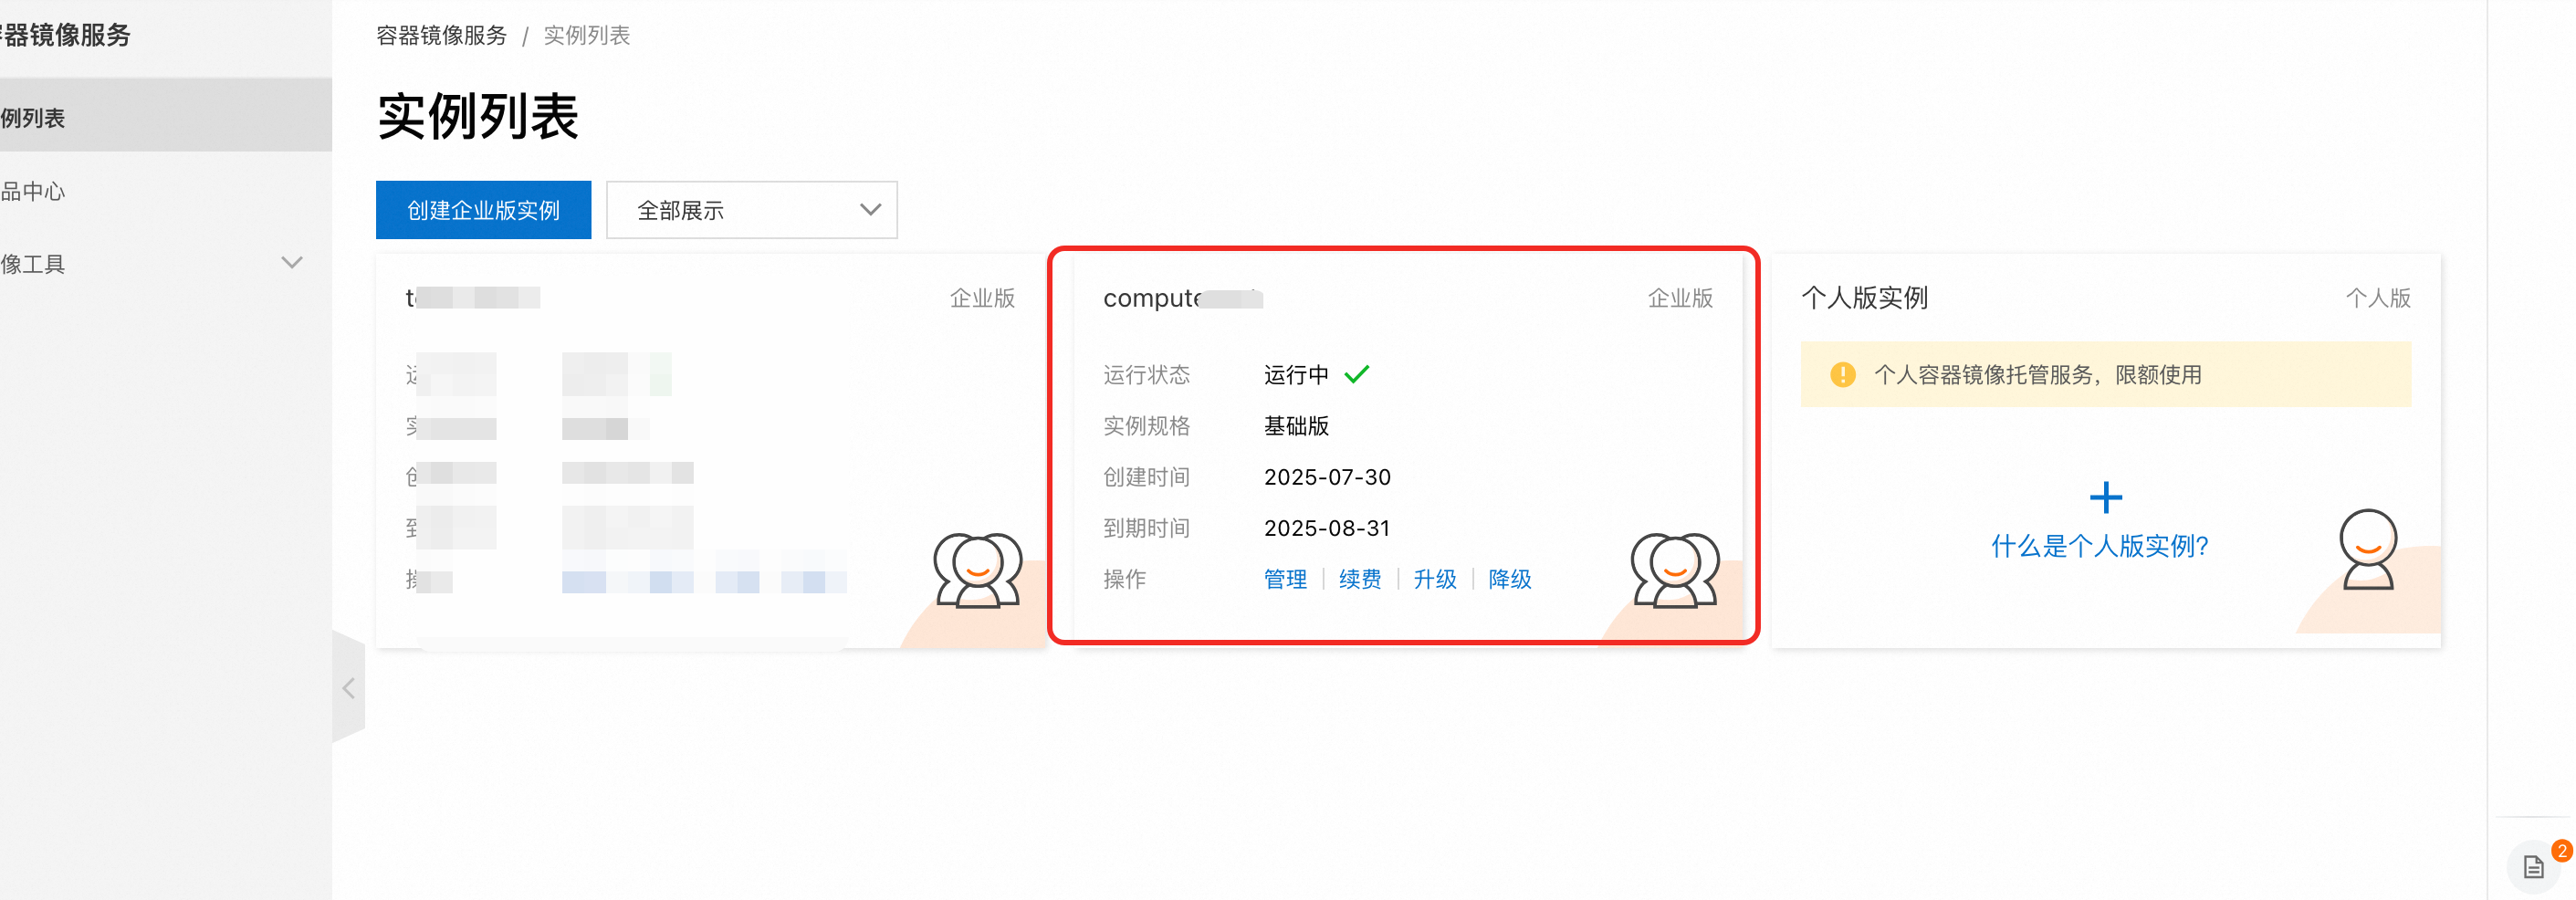 器镜像服务
例列表
品中心
像工具
容器镜像服务 / 实例列表
实例列表
创建企业版实例
全部展示
企业版
compute
企业版
运行状态 运行中
实例规格 基础版
创建时间 2025-07-30
到期时间 2025-08-31
操作 管理 续费 升级 降级
个人版实例 个人版
个人容器镜像托管服务，限额使用
什么是个人版实例?
2